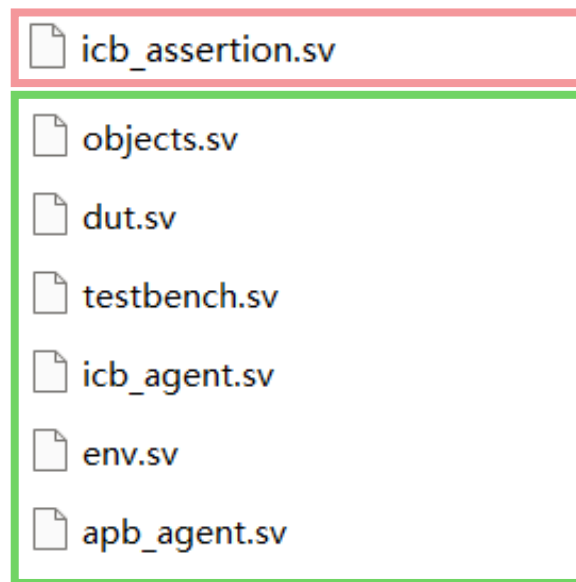 icb_assertion.sv
objects.sv
dut.sv
testbench.sv
icb_agent.sv
env.sv
apb_agent.sv